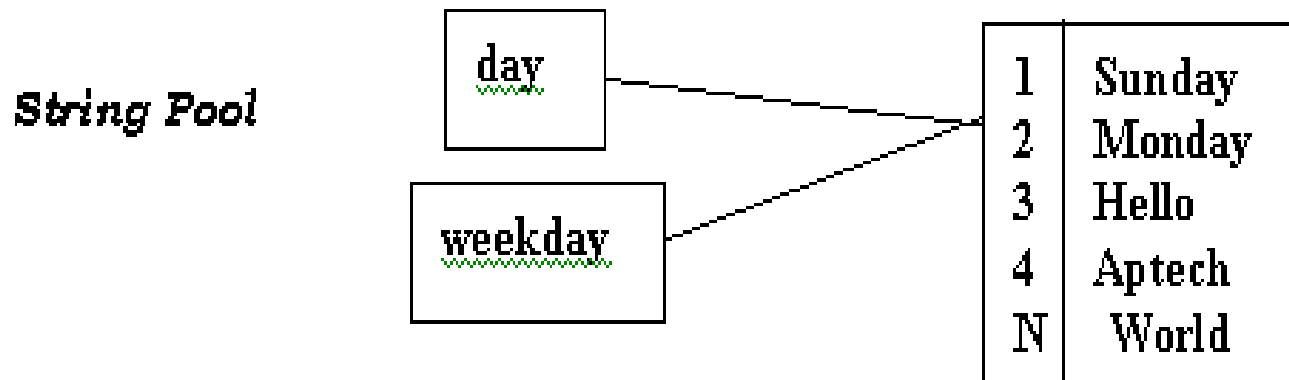 String Pool
day
weekday
1 Sunday
2 Monday
3 Hello
4 Aptech
N World